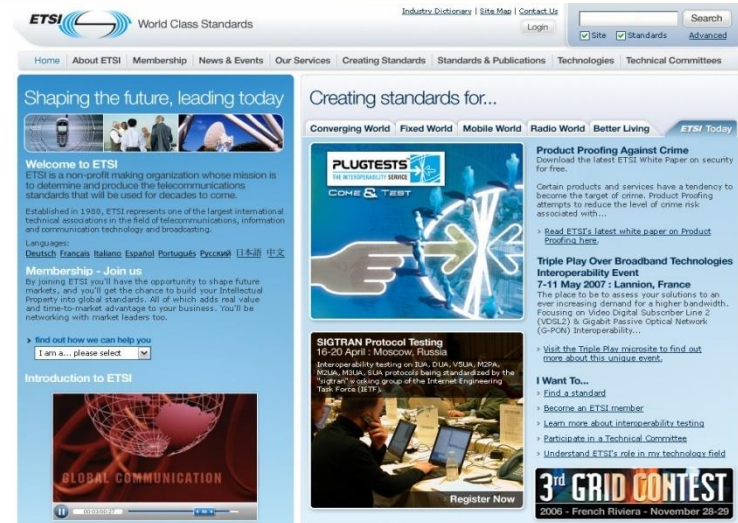 Industry Dictionary | Site Map | Contact Us
ETSI World Class Standards
Login
Search
Site Standards Advanced
Home About ETSI Membership News & Events Our Services Creating Standards Standards & Publications Technologies Technical Committees
Shaping the future, leading today
Welcome to ETSI
ETSI is a non-profit making organization whose mission is
to determine and produce the telecommunications
standards that will be used for decades to come.
Established in 1988, ETSI represents one of the largest international
technical associations in the field of telecommunications, information
and communication technology and broadcasting.
Languages:
Deutsch Français Italiano Español Português Русский 日本語 中文
Membership - Join us
By joining ETSI you'll have the opportunity to shape future
markets, and you'll get the chance to build your Intellectual
Property into global standards. All of which adds real value
and time-to-market advantage to your business. You'll be
networking with market leaders too.
> find out how we can help you
I am a... please select
Introduction to ETSI
GLOBAL COMMUNICATION
00:03:00:27
Creating standards for...
Converging World Fixed World Mobile World Radio World Better Living ETSI Today
PLUGTESTS
THE INTEROPERABILITY SERVICE
COME & TEST
SIGTRAN Protocol Testing
16-20 April : Moscow, Russia
Interoperability testing on IUA, DUA, V5UA, M2PA,
M2UA, M3UA, SUA protocols being standardized by the
"sigtran" working group of the Internet Engineering
Task Force (IETF).
Register Now
Product Proofing Against Crime
Download the latest ETSI White Paper on security
for free.
Certain products and services have a tendency to
become the target of crime. Product Proofing
attempts to reduce the level of crime risk
associated with...
> Read ETSI's latest white paper on Product
Proofing here.
Triple Play Over Broadband Technologies
Interoperability Event
7-11 May 2007 : Lannion, France
The place to be to assess your solutions to an
ever increasing demand for a higher bandwidth.
Focusing on Video Digital Subscriber Line 2
(VDSL2) & Gigabit Passive Optical Network
(G-PON) Interoperability...
> Visit the Triple Play microsite to find out
more about this unique event.
I Want To...
> Find a standard
> Become an ETSI member
> Learn more about interoperability testing
> Participate in a Technical Committee
> Understand ETSI's role in my technology field
3rd GRID CONTEST
2006 - French Riviera - November 28-29